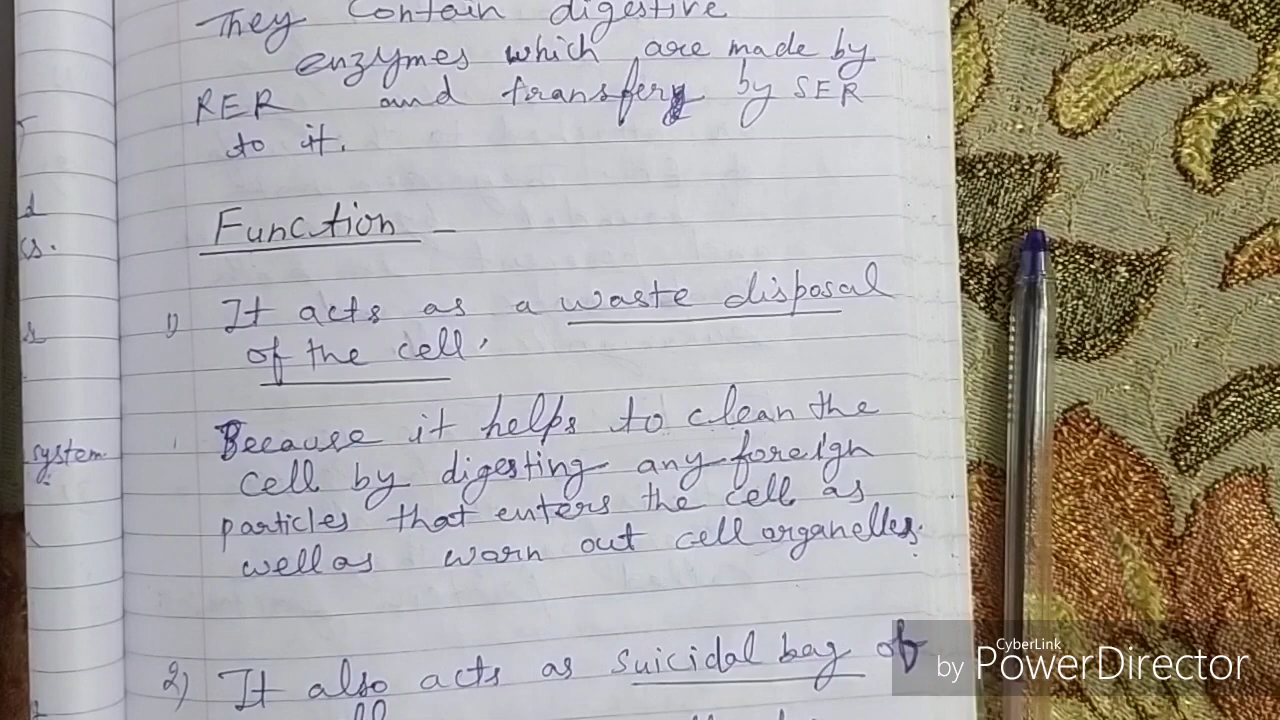 They contain digestive
enzymes which are made by
RER and transfer by SER
to it.
Function -
1) It acts as a waste disposal
of the cell.
Because it helps to clean the
cell by digesting any foreign
particles that enters the cell as
well as warn out cell organelles.
2) It also acts as suicidal bag of
system
CyberLink
by PowerDirector